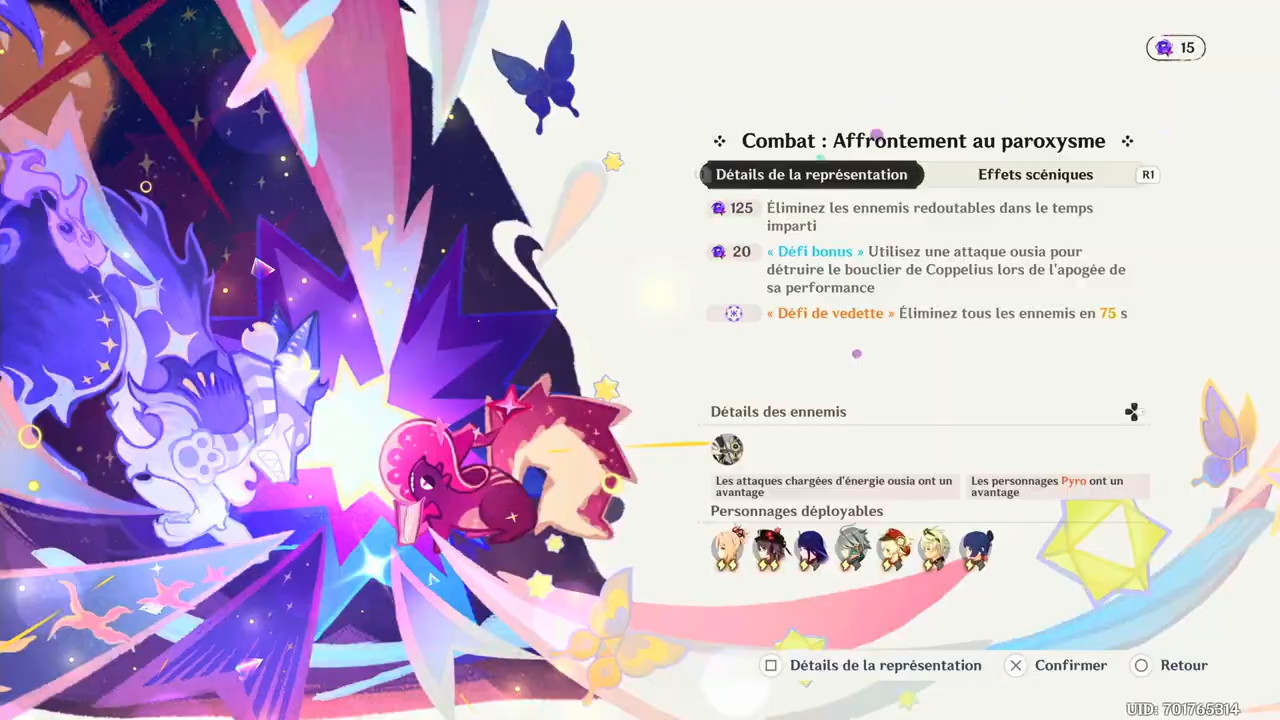 15
Combat : Affrontement au paroxysme
Détails de la représentation
Effets scéniques
R1
125 Éliminez les ennemis redoutables dans le temps
imparti
20 « Défi bonus » Utilisez une attaque ousia pour
détruire le bouclier de Coppelius lors de l'apogée de
sa performance
« Défi de vedette » Éliminez tous les ennemis en 75 s
Détails des ennemis
Les attaques chargées d'énergie ousia ont un
avantage
Les personnages Pyro ont un
avantage
Personnages déployables
Détails de la représentation
Confirmer
Retour
UID: 701765314